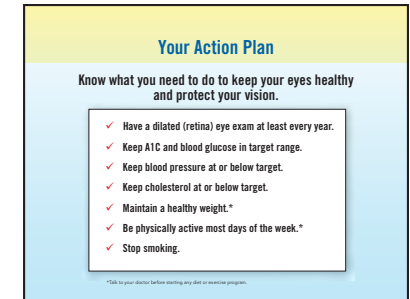 Your Action Plan
Know what you need to do to keep your eyes healthy
and protect your vision.
✓ Have a dilated (retina) eye exam at least every year.
✓ Keep A1C and blood glucose in target range.
✓ Keep blood pressure at or below target.
✓ Keep cholesterol at or below target.
✓ Maintain a healthy weight.*
✓ Be physically active most days of the week.*
✓ Stop smoking.
*Talk to your doctor before starting any diet or exercise program.